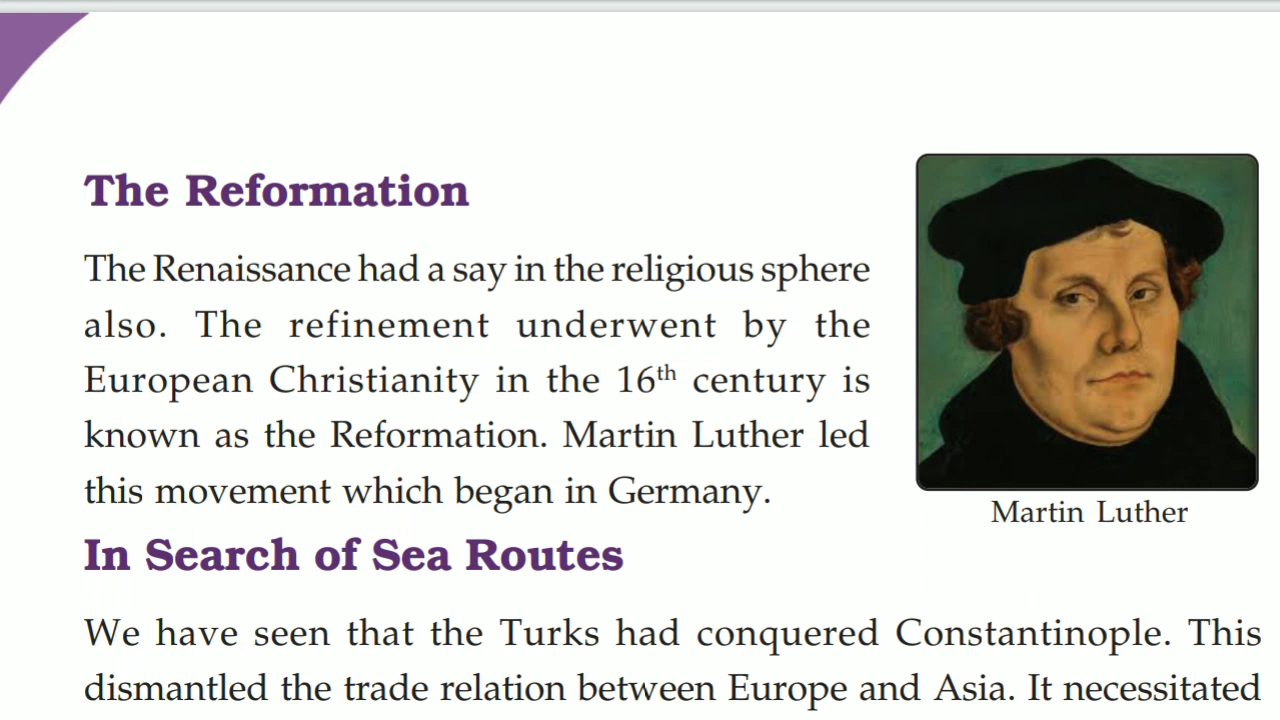 The Reformation
The Renaissance had a say in the religious sphere
also. The refinement underwent by the
European Christianity in the 16th century is
known as the Reformation. Martin Luther led
this movement which began in Germany.
Martin Luther
In Search of Sea Routes
We have seen that the Turks had conquered Constantinople. This
dismantled the trade relation between Europe and Asia. It necessitated